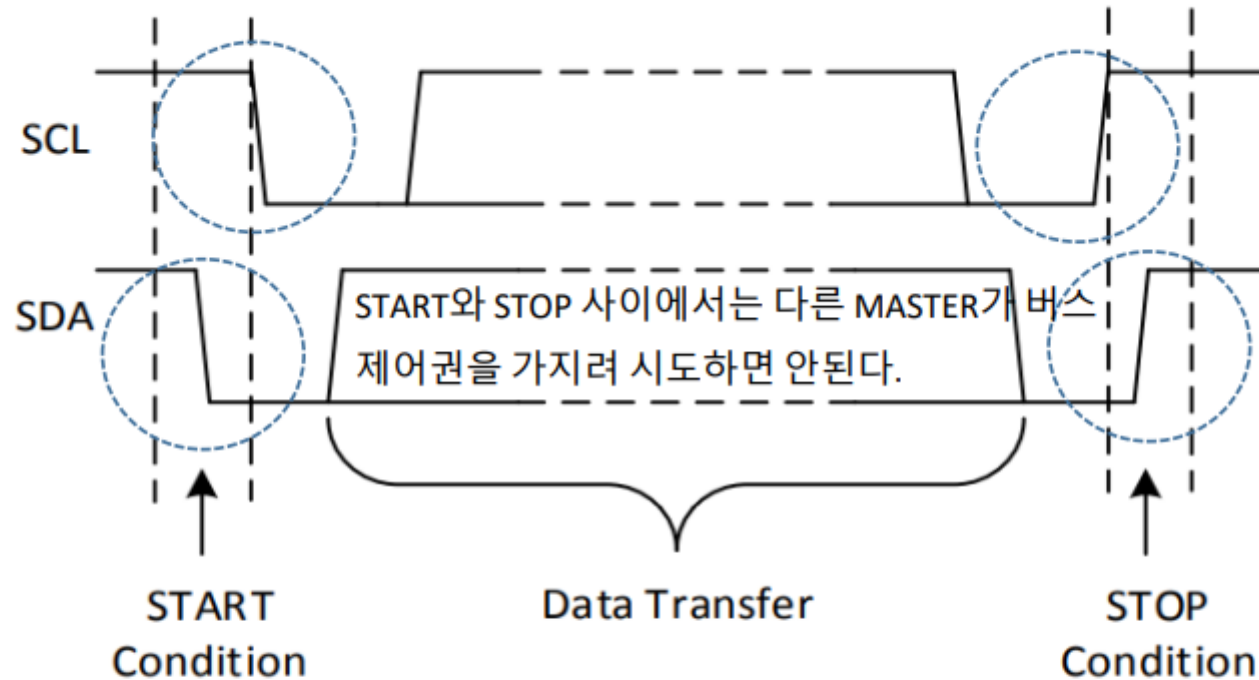 SCL
SDA
START와 STOP 사이에서는 다른 MASTER가 버스
제어권을 가지려 시도하면 안된다.
START
Condition
Data Transfer
STOP
Condition